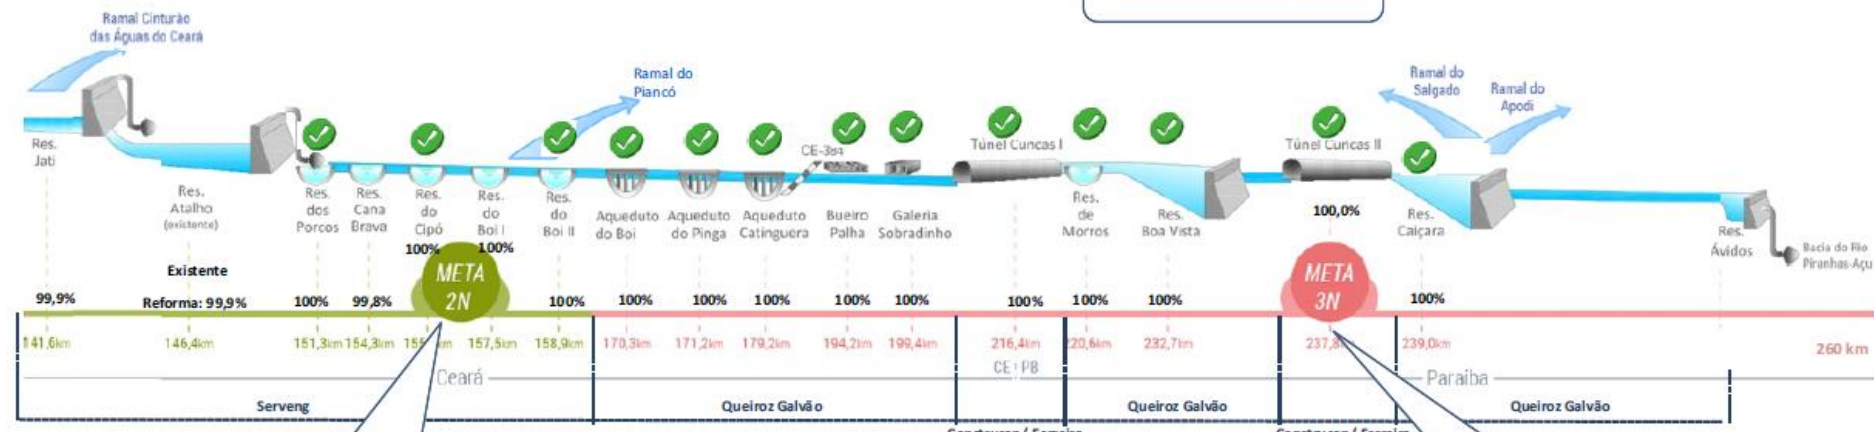 Ramal Cinturão
das Águas do Ceará
Ramal do
Piancó
Ramal do
Salgado
Ramal do
Apodi
Res.
Jati
Res.
Atalho
(existente)
Res.
dos
Porcos
Res.
Cana
Brava
Res.
do
Cipó
Res.
do
Boi I
Res.
do
Boi II
Aqueduto
do Boi
Aqueduto
do Pinga
Aqueduto
Catinguera
CE-384
Bueiro
Palha
Galeria
Sobradinho
Túnel Cuncas I
Res.
de
Morros
Res.
Boa Vista
Túnel Cuncas II
Res.
Caiçara
Res.
Ávidos
Bacia do Rio
Piranhas-Açu
Existente
99,9%
Reforma: 99,9%
100%
99,8%
100%
100%
META
2N
100%
100%
100%
100%
100%
100%
100%
100%
100%
100,0%
META
3N
100%
141,6km
146,4km
151,3km
154,3km
157,5km
158,9km
170,3km
171,2km
179,2km
194,2km
199,4km
216,4km
220,6km
232,7km
239,0km
260 km
Ceará
CE PB
Paraíba
Serveng
Queiroz Galvão
Queiroz Galvão
Queiroz Galvão